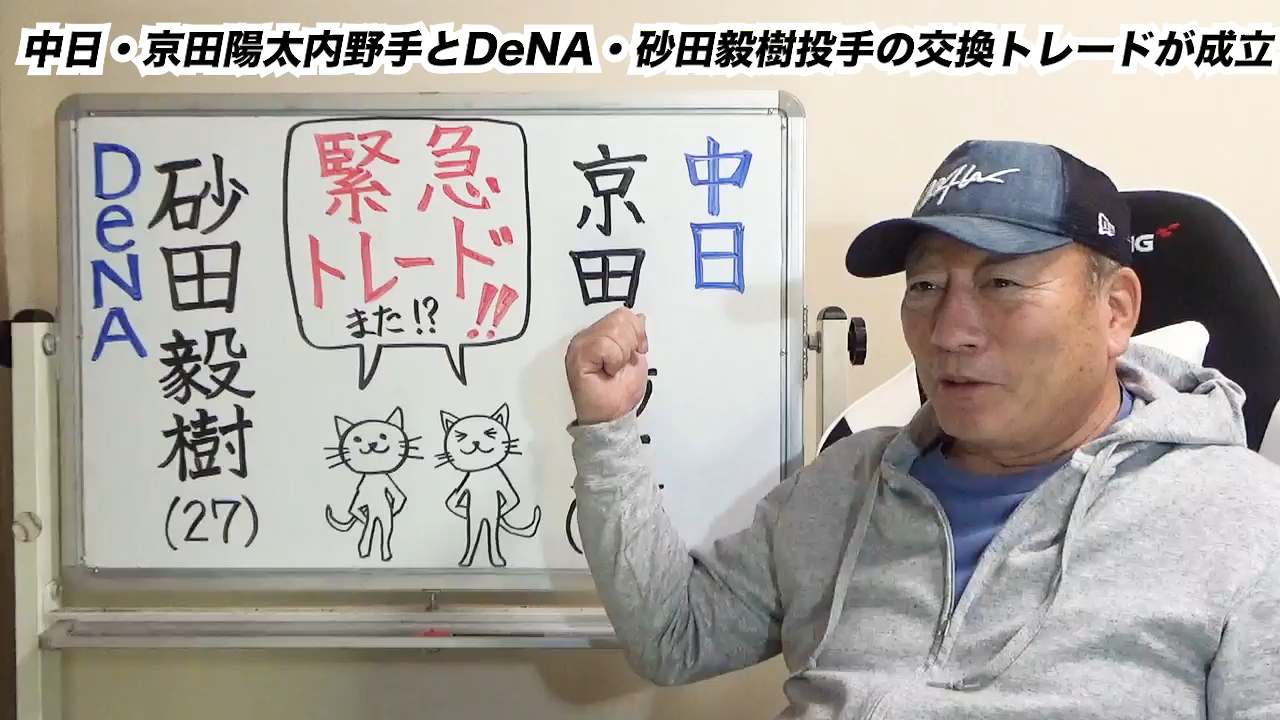 中日・京田陽太内野手とDeNA・砂田毅樹投手の交換トレードが成立
中日
京田
緊急
トレード!!
また!?
砂田毅樹
(27)
DeNA